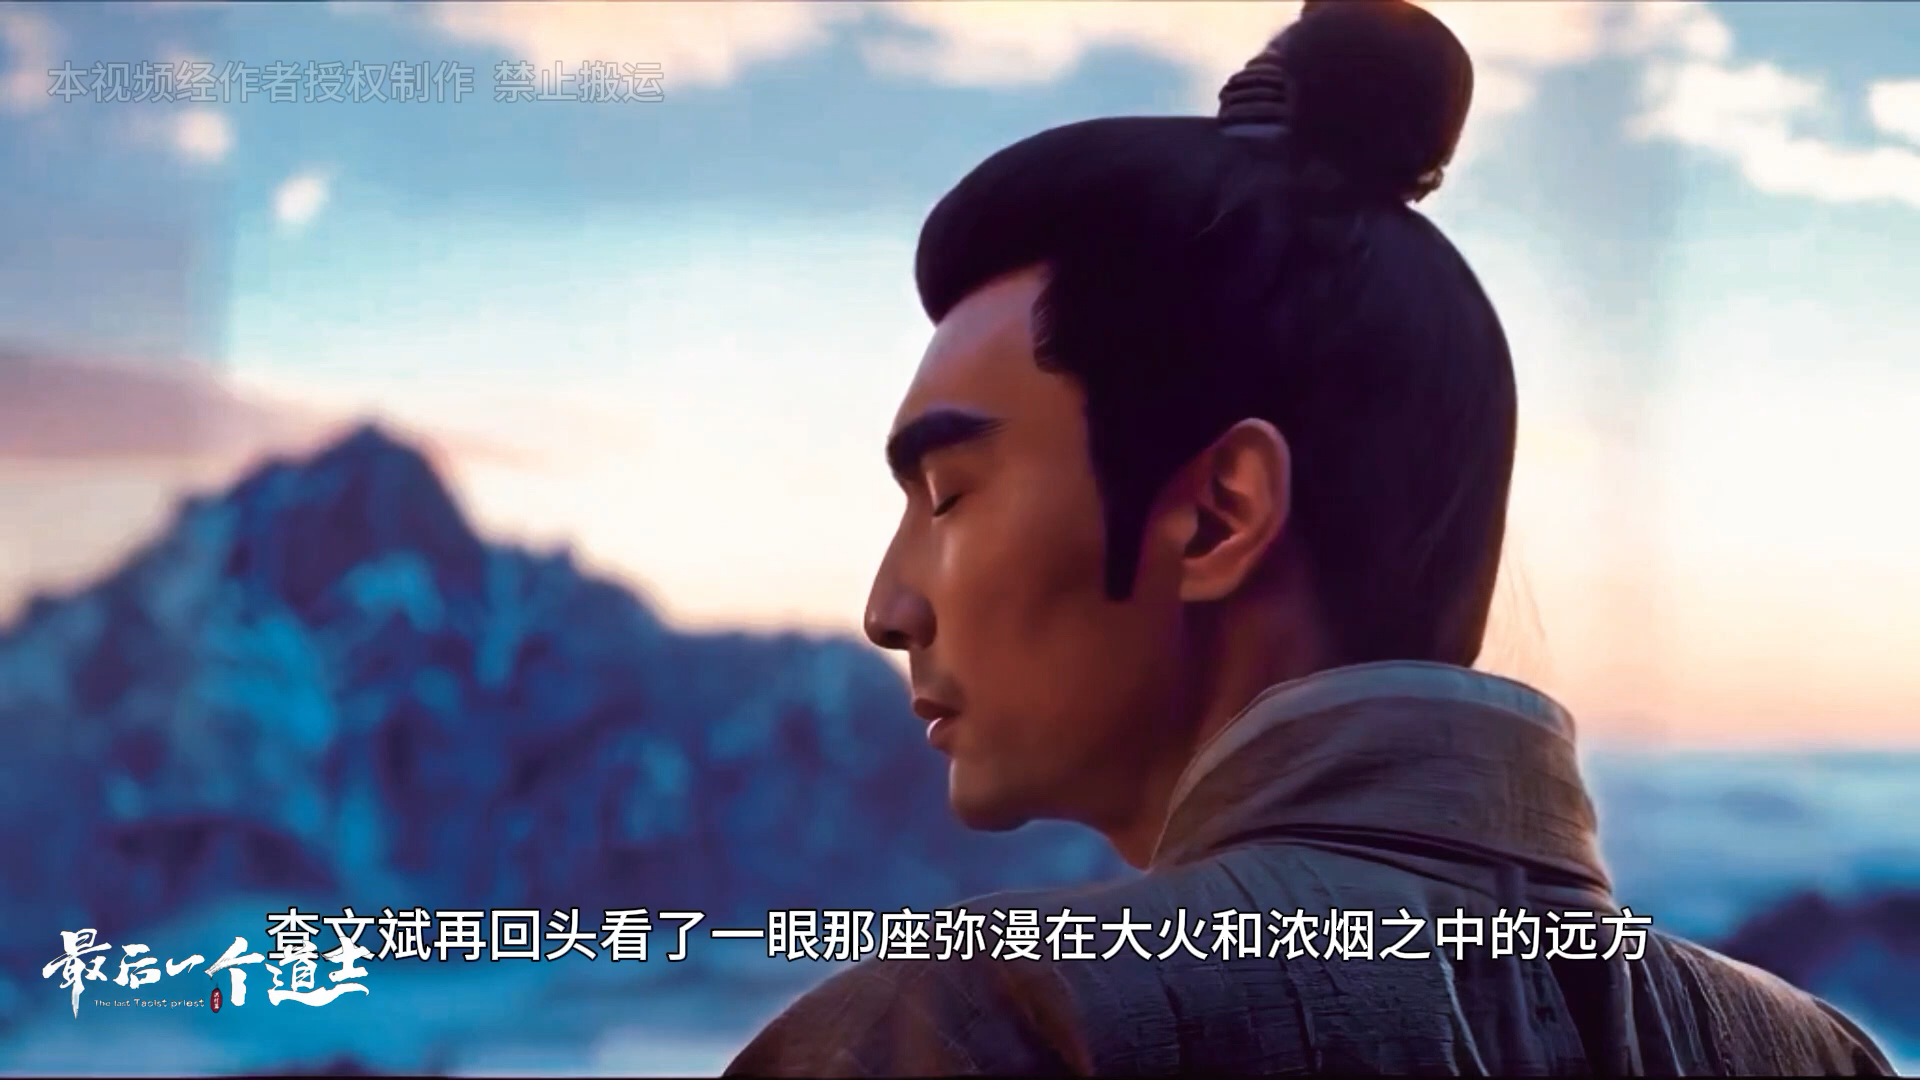 本视频经作者授权制作 禁止搬运
查文斌再回头看了一眼那座弥漫在大火和浓烟之中的远方
最后一个道士
The last Taoist priest